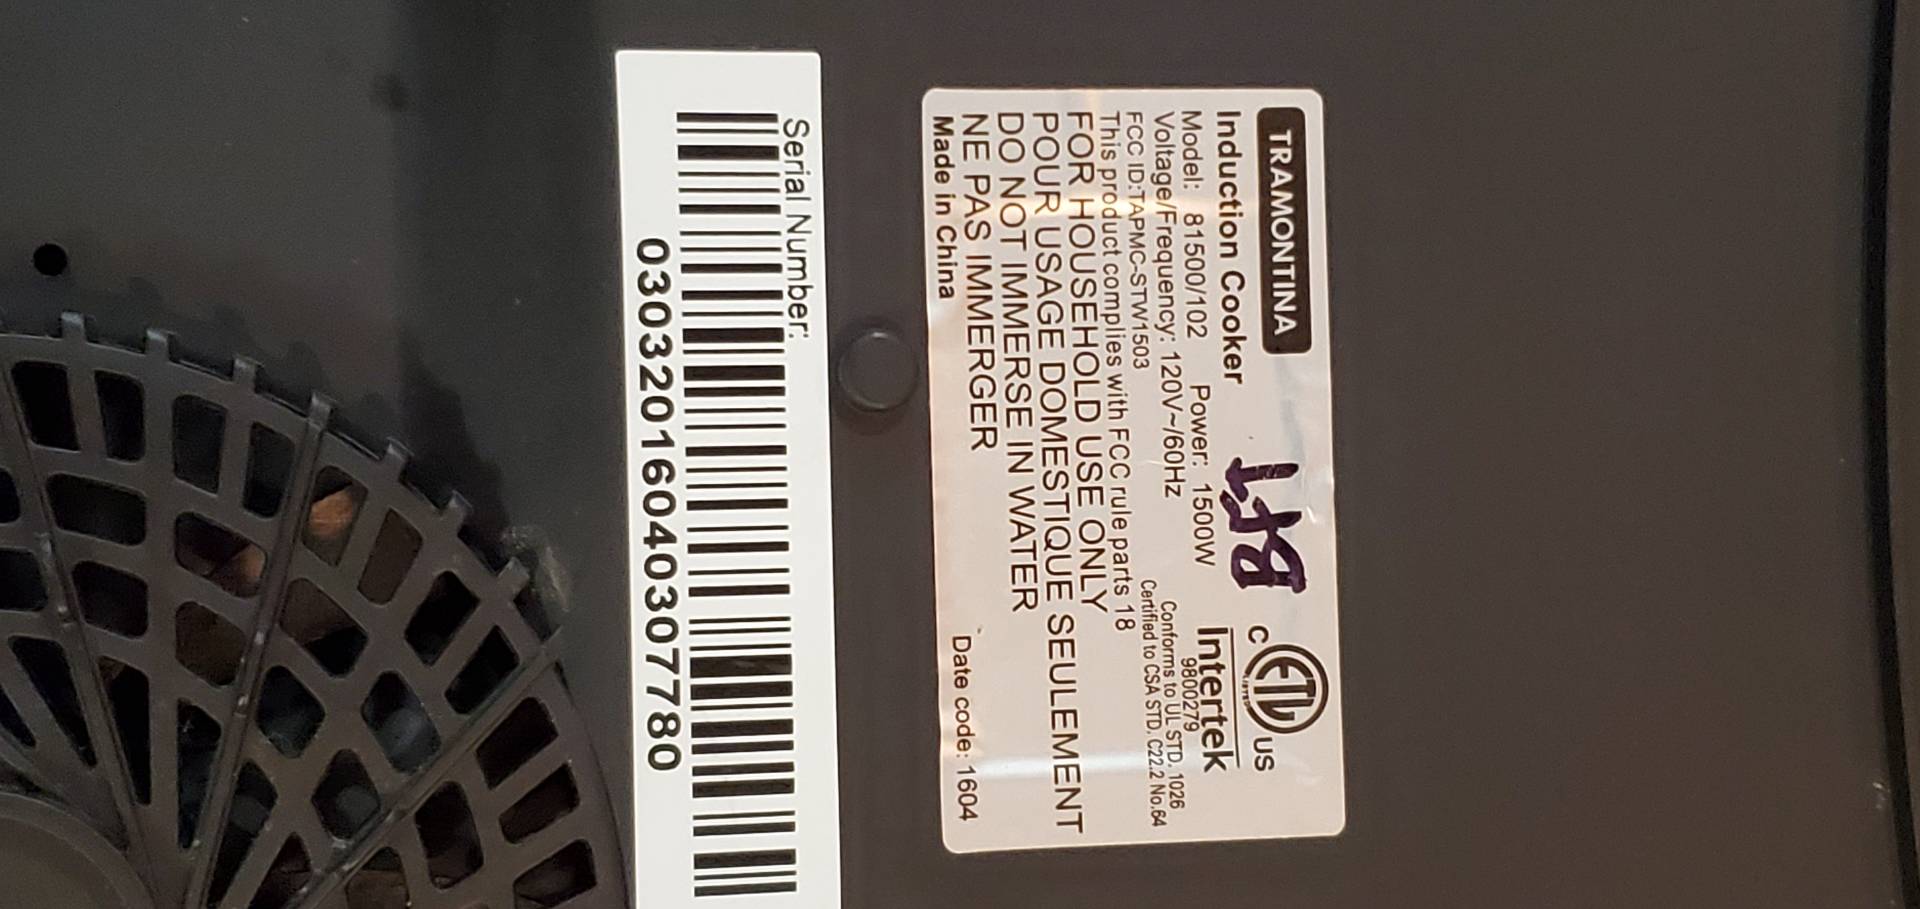 TRAMONTINA
Induction Cooker
Model: 81500/102 Power: 1500W
Voltage/Frequency: 120V~/60Hz
FCC ID:TAPMC-STW1503
This product complies with FCC rule parts 18
FOR HOUSEHOLD USE ONLY
POUR USAGE DOMESTIQUE SEULEMENT
DO NOT IMMERSE IN WATER
NE PAS IMMERGER
Made in China
Date code: 1604
C ETL US
LISTED
Intertek
9800279
Conforms to UL STD. 1026
Certified to CSA STD. C22.2 No.64
Serial Number:
03032016040307780